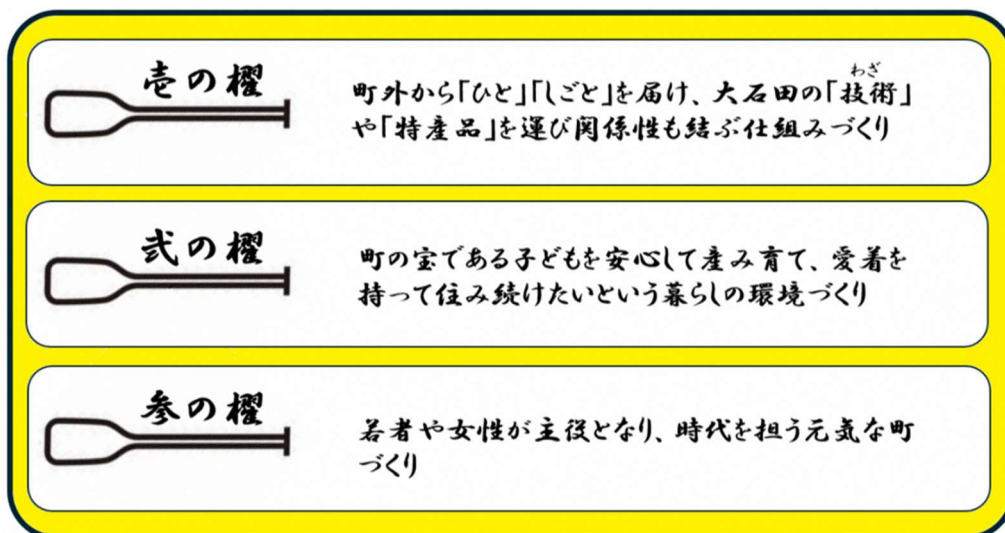 壱の櫂
わざ
町外から「ひと」「しごと」を届け、大石田の「技術」
や「特産品」を運び関係性も結ぶ仕組みづくり
弐の櫂
町の宝である子どもを安心して産み育て、愛着を
持って住み続けたいという暮らしの環境づくり
参の櫂
若者や女性が主役となり、時代を担う元気な町
づくり